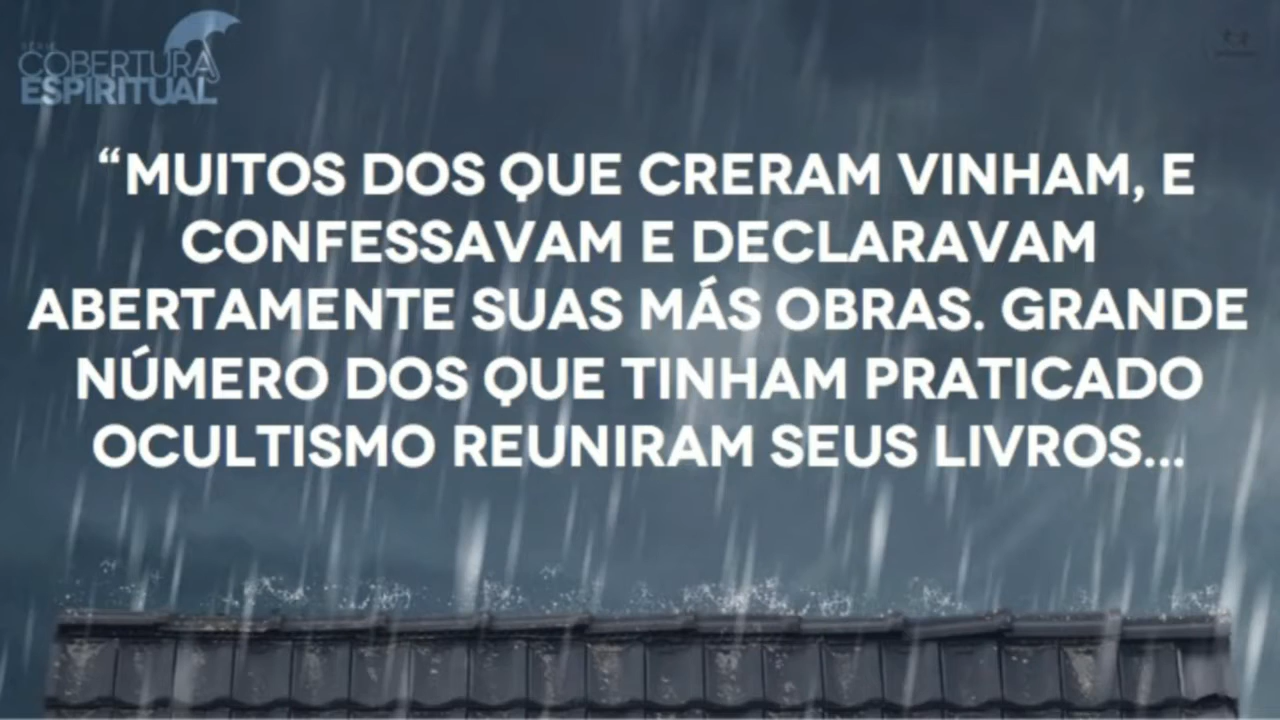 SÉRIE
COBERTURA
ESPIRITUAL
“MUITOS DOS QUE CRERAM VINHAM, E
CONFESSAVAM E DECLARAVAM
ABERTAMENTE SUAS MÁS OBRAS. GRANDE
NÚMERO DOS QUE TINHAM PRATICADO
OCULTISMO REUNIRAM SEUS LIVROS...